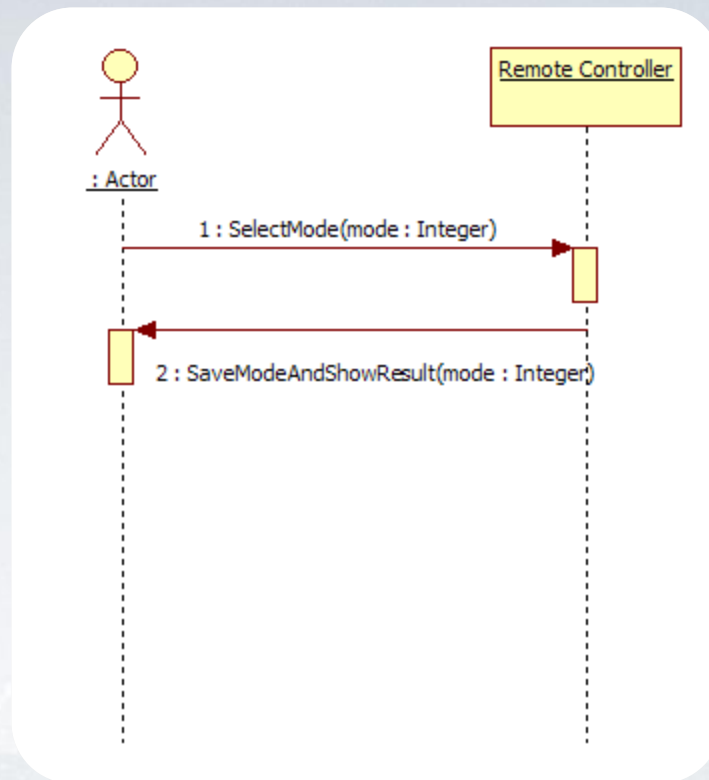 Remote Controller
: Actor
1 : SelectMode(mode : Integer)
2 : SaveModeAndShowResult(mode : Integer)